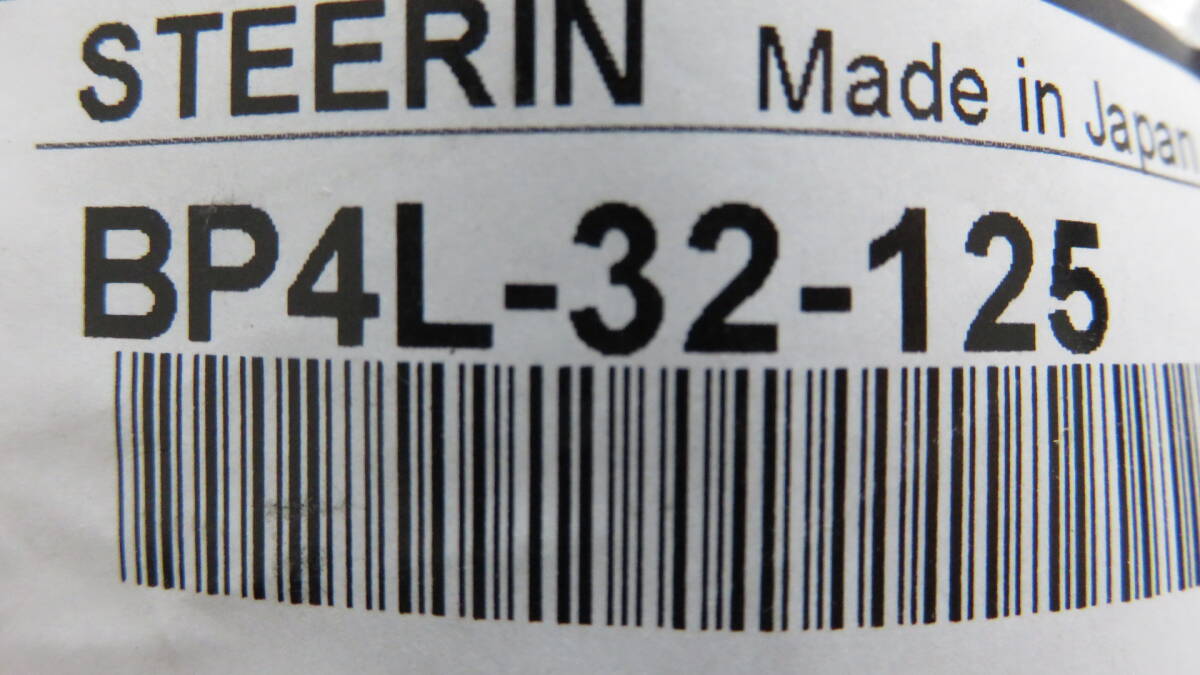 STEERIN Made in Japan
BP4L-32-125